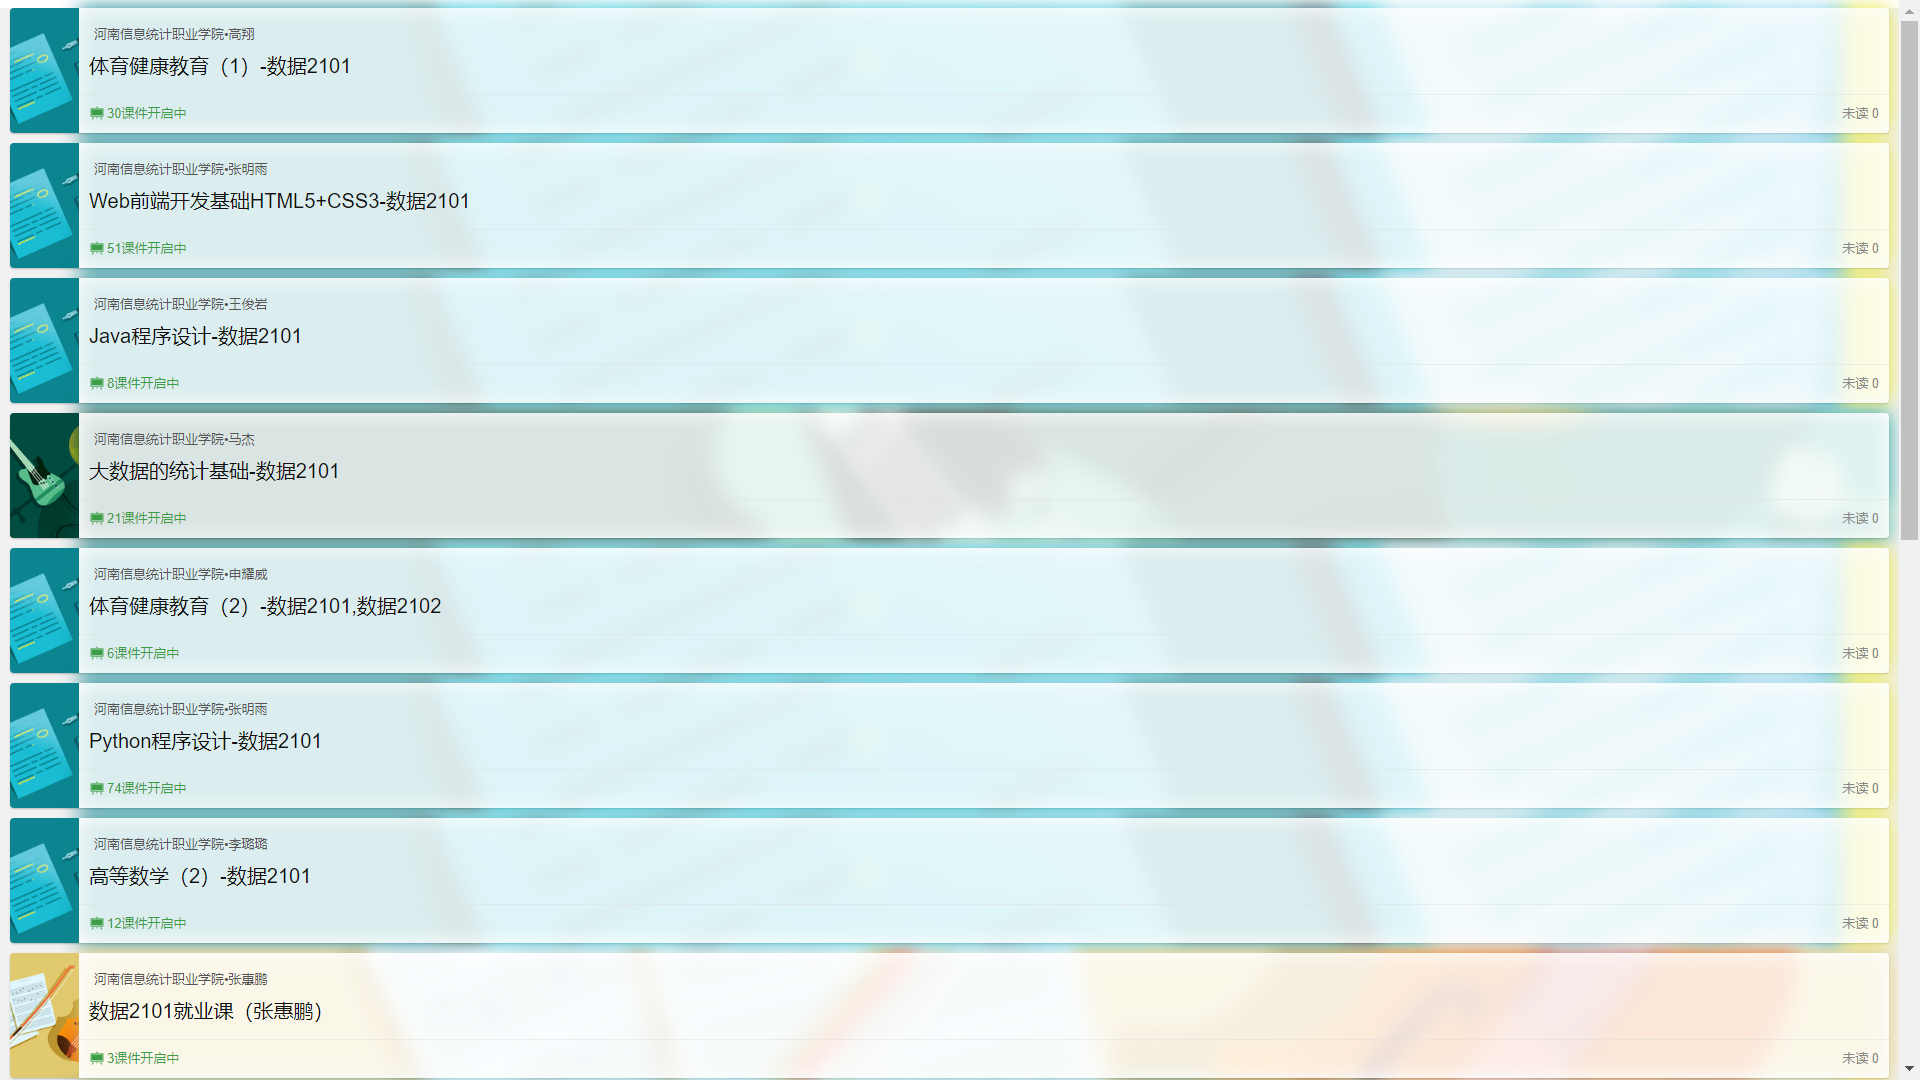 河南信息统计职业学院•高翔
体育健康教育（1）-数据2101
30课件开启中
未读 0
河南信息统计职业学院•张明雨
Web前端开发基础HTML5+CSS3-数据2101
51课件开启中
未读 0
河南信息统计职业学院•王俊岩
Java程序设计-数据2101
8课件开启中
未读 0
河南信息统计职业学院•马杰
大数据的统计基础-数据2101
21课件开启中
未读 0
河南信息统计职业学院•申耀威
体育健康教育（2）-数据2101,数据2102
6课件开启中
未读 0
河南信息统计职业学院•张明雨
Python程序设计-数据2101
74课件开启中
未读 0
河南信息统计职业学院•李璐璐
高等数学（2）-数据2101
12课件开启中
未读 0
河南信息统计职业学院•张惠鹏
数据2101就业课（张惠鹏）
3课件开启中
未读 0